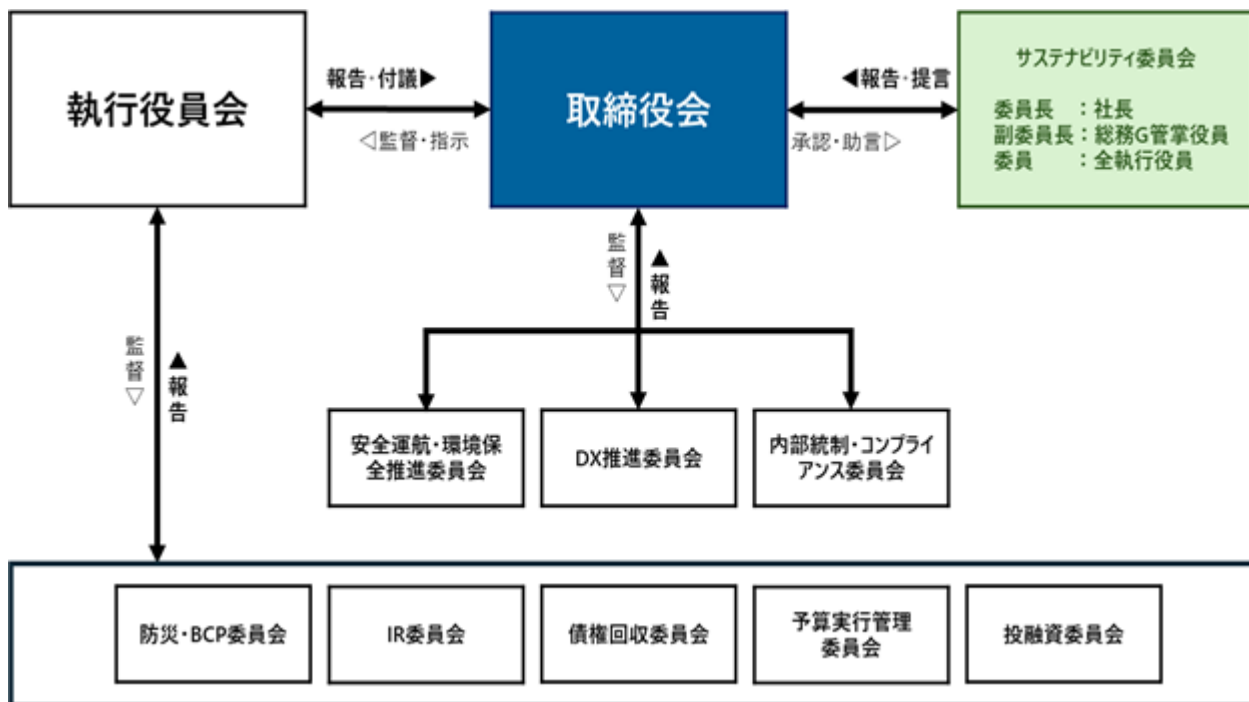 執行役員会
報告・付議▶
◁監督・指示
取締役会
◀報告・提言
承認・助言▷
サステナビリティ委員会
委員長　：社長
副委員長：総務G管掌役員
委員　　：全執行役員
監督▽
▲報告
監督▽
▲報告
安全運航・環境保
全推進委員会
DX推進委員会
内部統制・コンプライ
アンス委員会
防災・BCP委員会
IR委員会
債権回収委員会
予算実行管理
委員会
投融資委員会